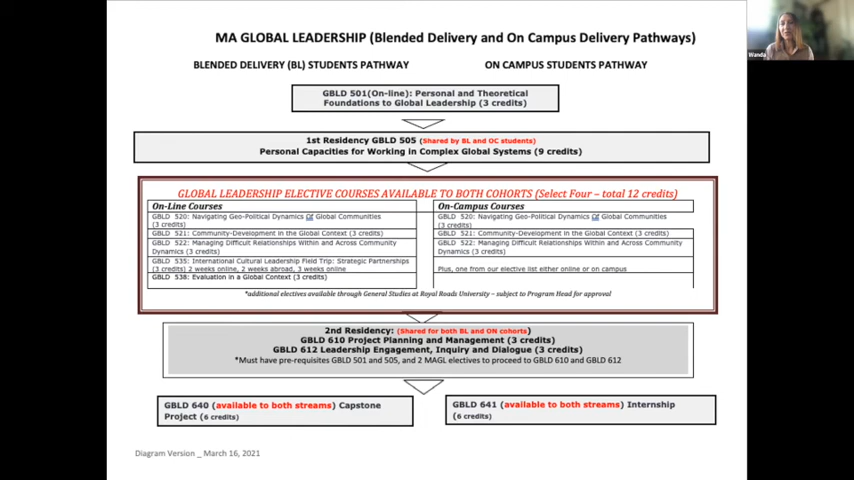 MA GLOBAL LEADERSHIP (Blended Delivery and On Campus Delivery Pathways)
BLENDED DELIVERY (BL) STUDENTS PATHWAY
ON CAMPUS STUDENTS PATHWAY
GBLD 501(On-line): Personal and Theoretical
Foundations to Global Leadership (3 credits)
1st Residency GBLD 505 (Shared by BL and OC students)
Personal Capacities for Working in Complex Global Systems (9 credits)
GLOBAL LEADERSHIP ELECTIVE COURSES AVAILABLE TO BOTH COHORTS (Select Four – total 12 credits)
On-Line Courses
GBLD 520: Navigating Geo-Political Dynamics Of Global Communities
(3 credits)
GBLD 521: Community-Development in the Global Context (3 credits)
GBLD 522: Managing Difficult Relationships Within and Across Community
Dynamics (3 credits)
GBLD 535: International Cultural Leadership Field Trip: Strategic Partnerships
(3 credits) 2 weeks online, 2 weeks abroad, 3 weeks online
GBLD 538: Evaluation in a Global Context (3 credits)
On-Campus Courses
GBLD 520: Navigating Geo-Political Dynamics Of Global Communities
(3 credits)
GBLD 521: Community-Development in the Global Context (3 credits)
GBLD 522: Managing Difficult Relationships Within and Across Community
Dynamics (3 credits)
Plus, one from our elective list either online or on campus
*additional electives available through General Studies at Royal Roads University – subject to Program Head for approval
2nd Residency: (Shared for both BL and ON cohorts)
GBLD 610 Project Planning and Management (3 credits)
GBLD 612 Leadership Engagement, Inquiry and Dialogue (3 credits)
*Must have pre-requisites GBLD 501 and 505, and 2 MAGL electives to proceed to GBLD 610 and GBLD 612
GBLD 640 (available to both streams) Capstone
Project (6 credits)
GBLD 641 (available to both streams) Internship
(6 credits)
Diagram Version _ March 16, 2021
Wanda